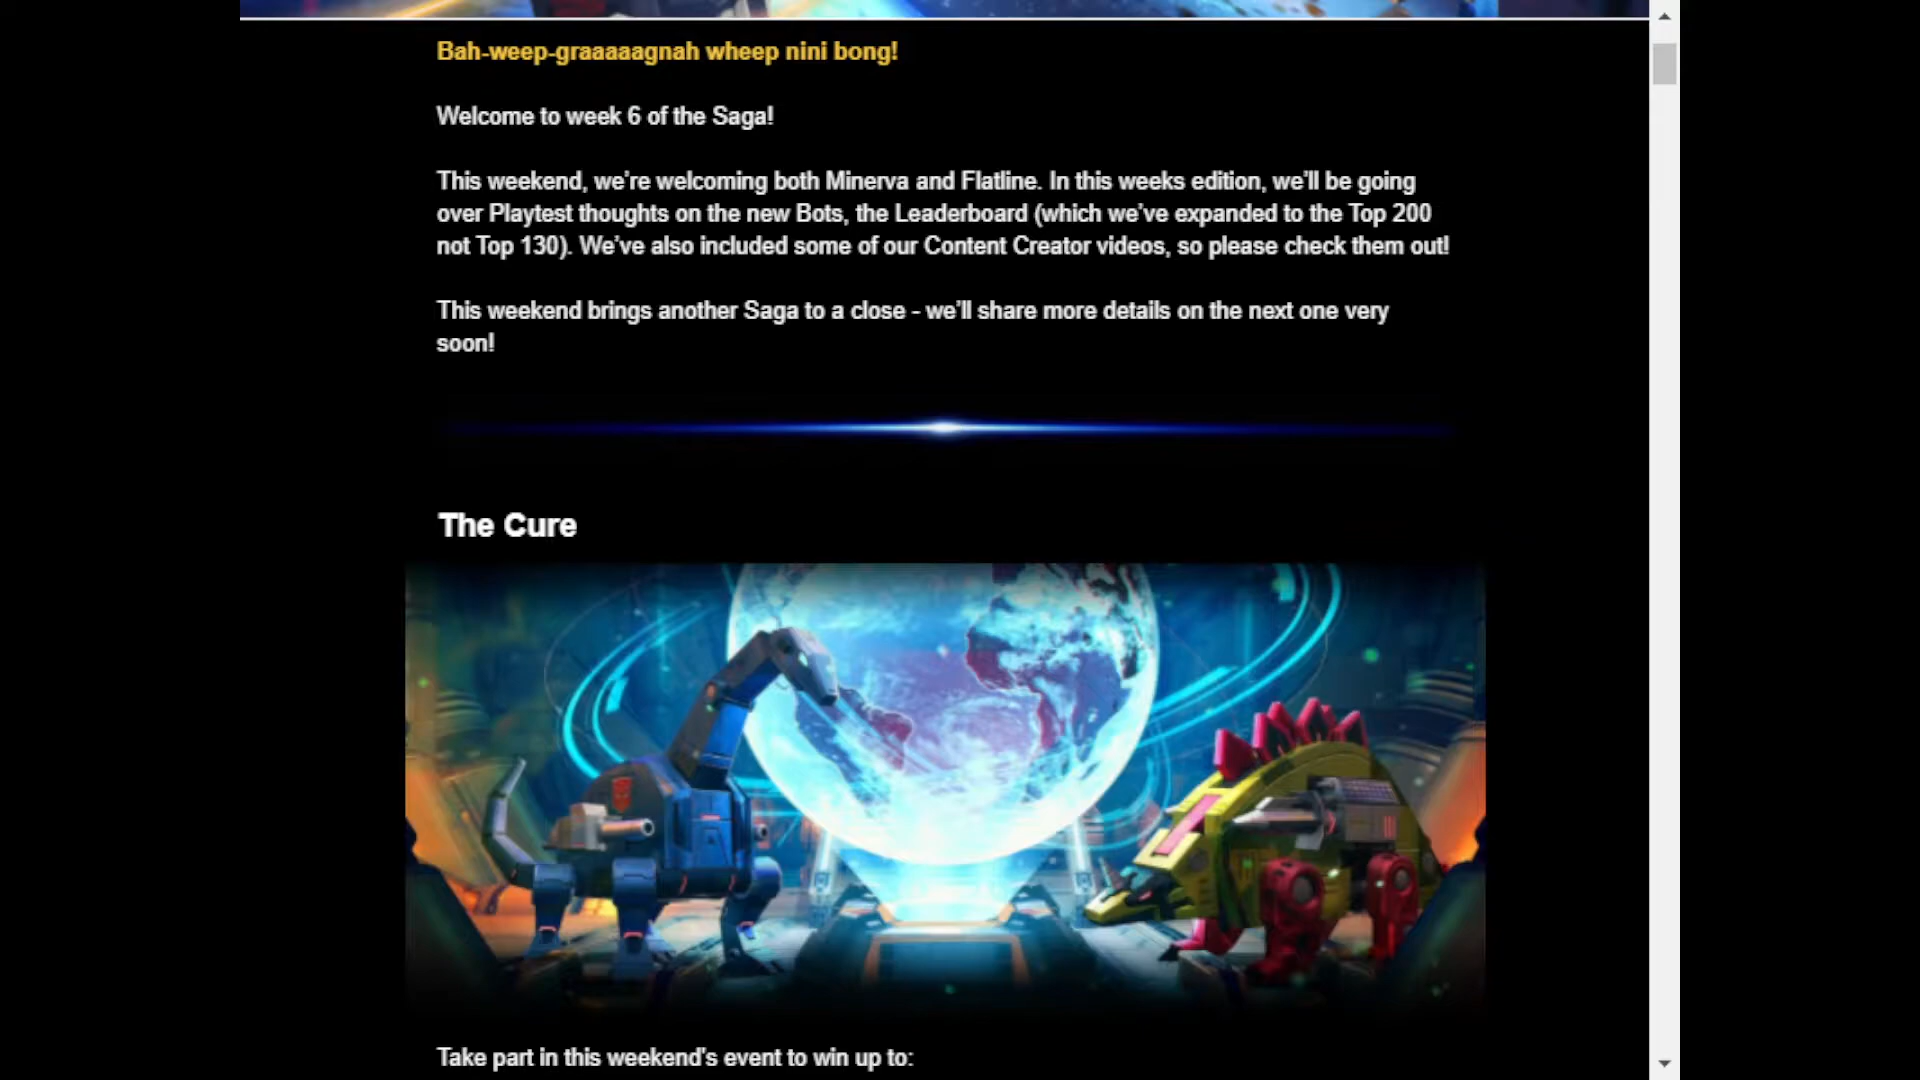 Bah-weep-graaaaagnah wheep nini bong!
Welcome to week 6 of the Saga!
This weekend, we’re welcoming both Minerva and Flatline. In this weeks edition, we’ll be going
over Playtest thoughts on the new Bots, the Leaderboard (which we’ve expanded to the Top 200
not Top 130). We’ve also included some of our Content Creator videos, so please check them out!
This weekend brings another Saga to a close - we’ll share more details on the next one very
soon!
The Cure
Take part in this weekend's event to win up to: